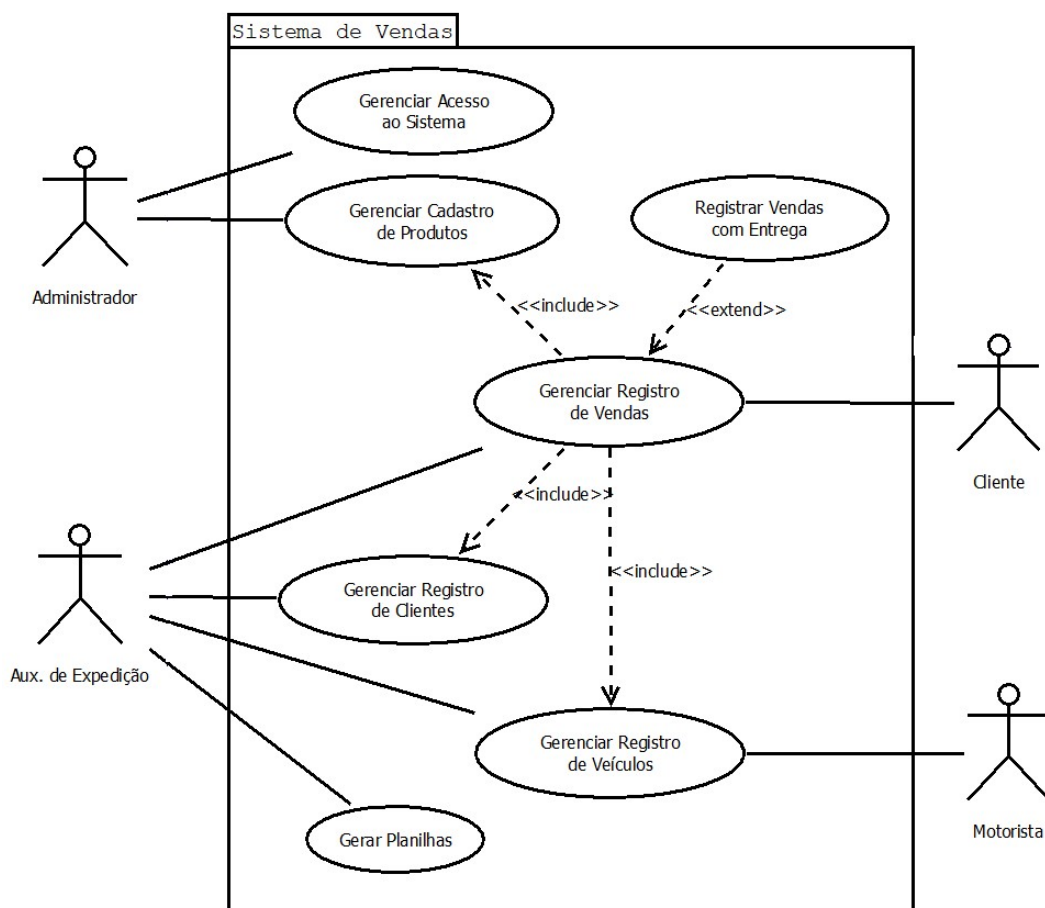 Sistema de Vendas
Gerenciar Acesso
ao Sistema
Gerenciar Cadastro
de Produtos
Registrar Vendas
com Entrega
Administrador
<<include>>
<<extend>>
Gerenciar Registro
de Vendas
Cliente
<<include>>
<<include>>
Gerenciar Registro
de Clientes
Aux. de Expedição
Gerenciar Registro
de Veículos
Gerar Planilhas
Motorista